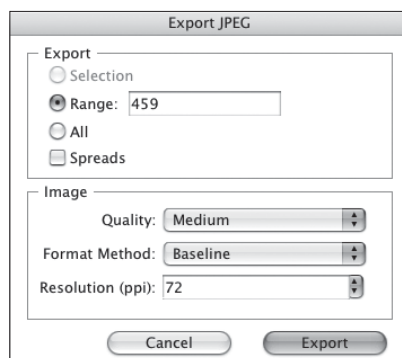 Export JPEG
Export
Selection
Range: 459
All
Spreads
Image
Quality: Medium
Format Method: Baseline
Resolution (ppi): 72
Cancel Export